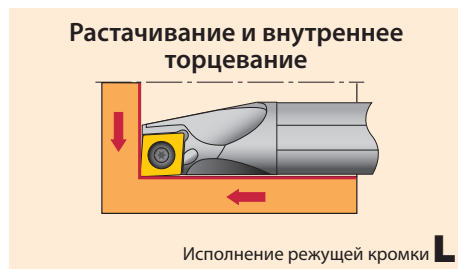 Растачивание и внутреннее
торцевание
Исполнение режущей кромки L